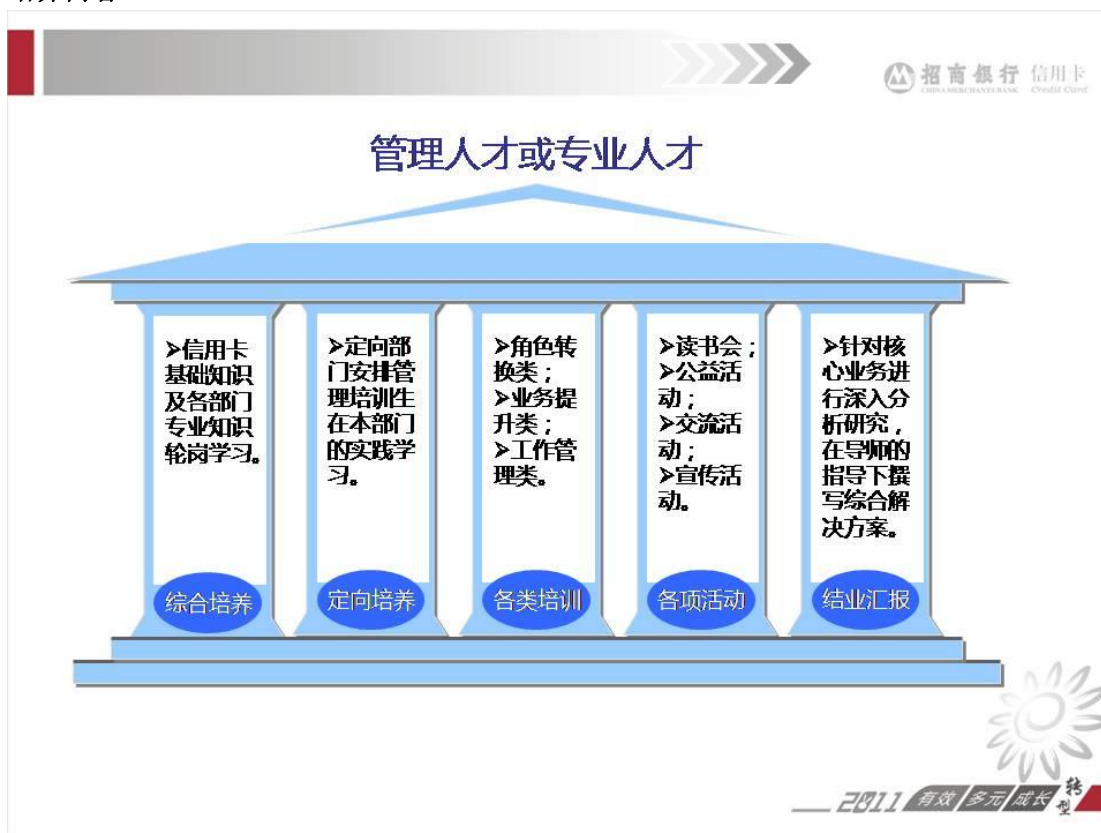 招商银行 信用卡
CHINA MERCHANTS BANK Credit Card
管理人才或专业人才
➢信用卡
基础知识
及各部门
专业知识
轮岗学习。
综合培养
➢定向部
门安排管
理培训生
在本部门
的实践学
习。
定向培养
➢角色转
换类；
➢业务提
升类；
➢工作管
理类。
各类培训
➢读书会；
➢公益活
动；
➢交流活
动；
➢宣传活
动。
各项活动
➢针对核
心业务进
行深入分
析研究，
在导师的
指导下撰
写综合解
决方案。
结业汇报
2011 有效 多元 成长 转型